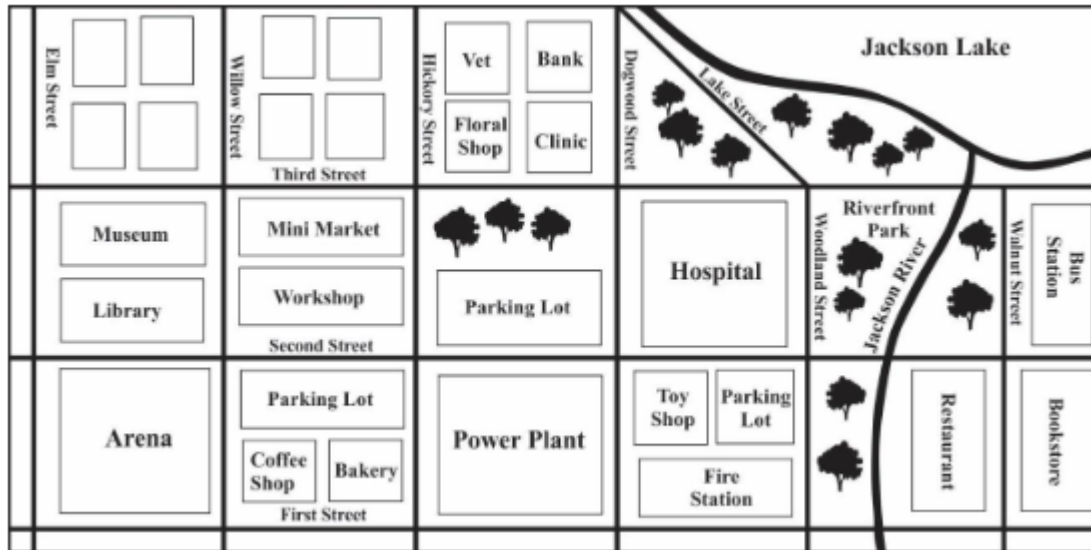 Elm Street
Willow Street
Hickory Street
Vet
Bank
Floral
Shop
Clinic
Dogwood Street
Lake Street
Jackson Lake
Third Street
Museum
Library
Mini Market
Workshop
Second Street
Parking Lot
Hospital
Woodland Street
Riverfront
Park
Jackson River
Walnut Street
Bus
Station
Arena
Parking Lot
Coffee
Shop
Bakery
First Street
Power Plant
Toy
Shop
Parking
Lot
Fire
Station
Restaurant
Bookstore